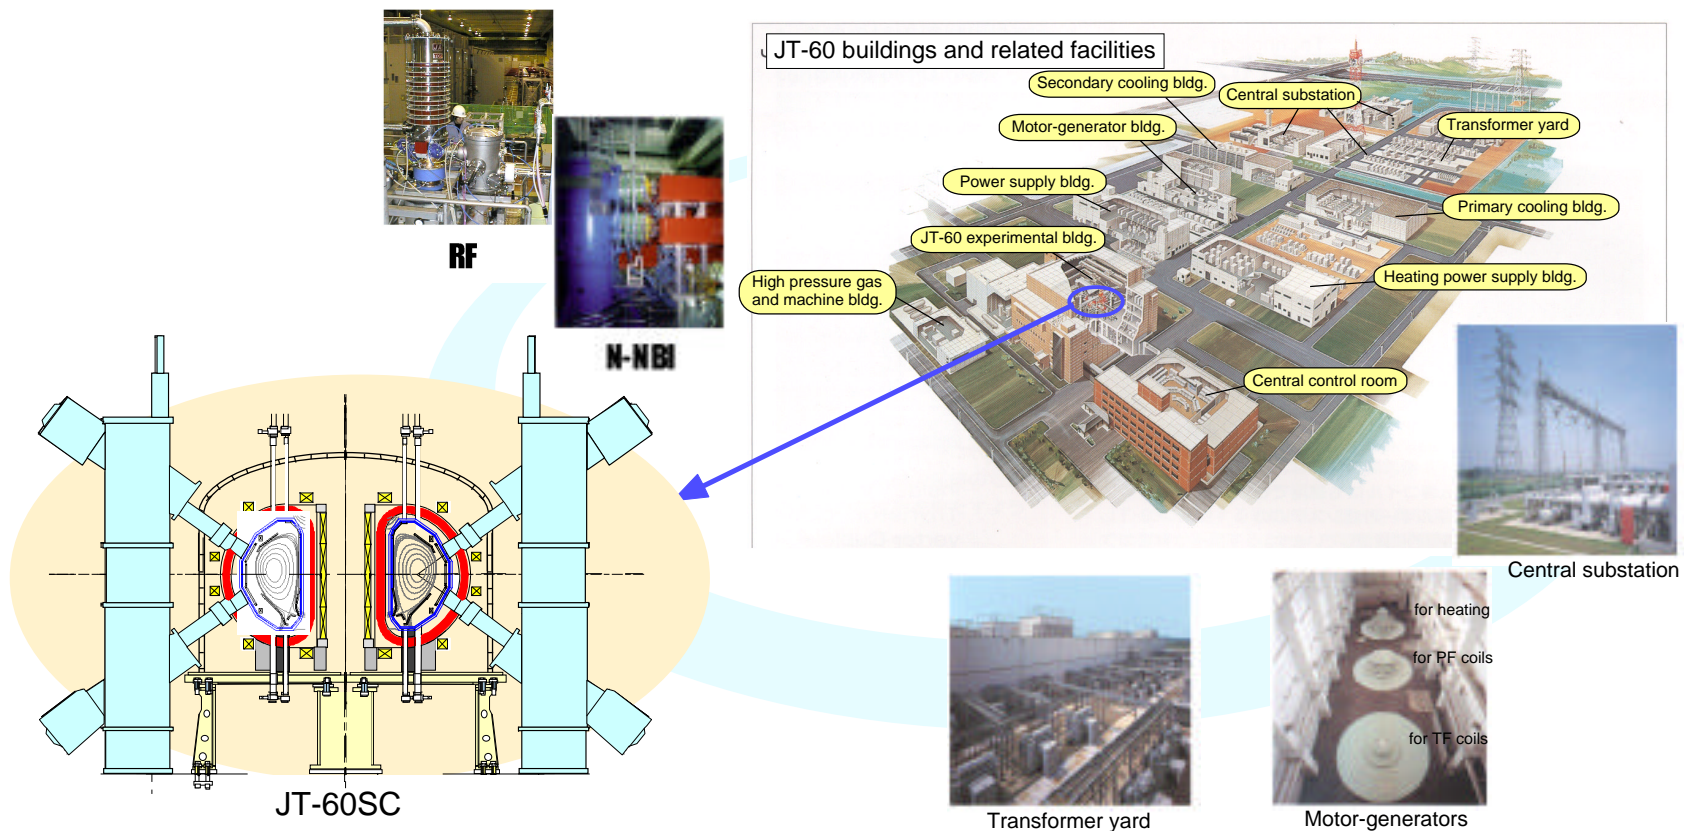 JT-60 buildings and related facilities
Secondary cooling bldg.
Central substation
Motor-generator bldg.
Transformer yard
Power supply bldg.
Primary cooling bldg.
JT-60 experimental bldg.
High pressure gas
and machine bldg.
Heating power supply bldg.
Central control room
RF
N-NBI
JT-60SC
Central substation
for heating
for PF coils
for TF coils
Transformer yard
Motor-generators